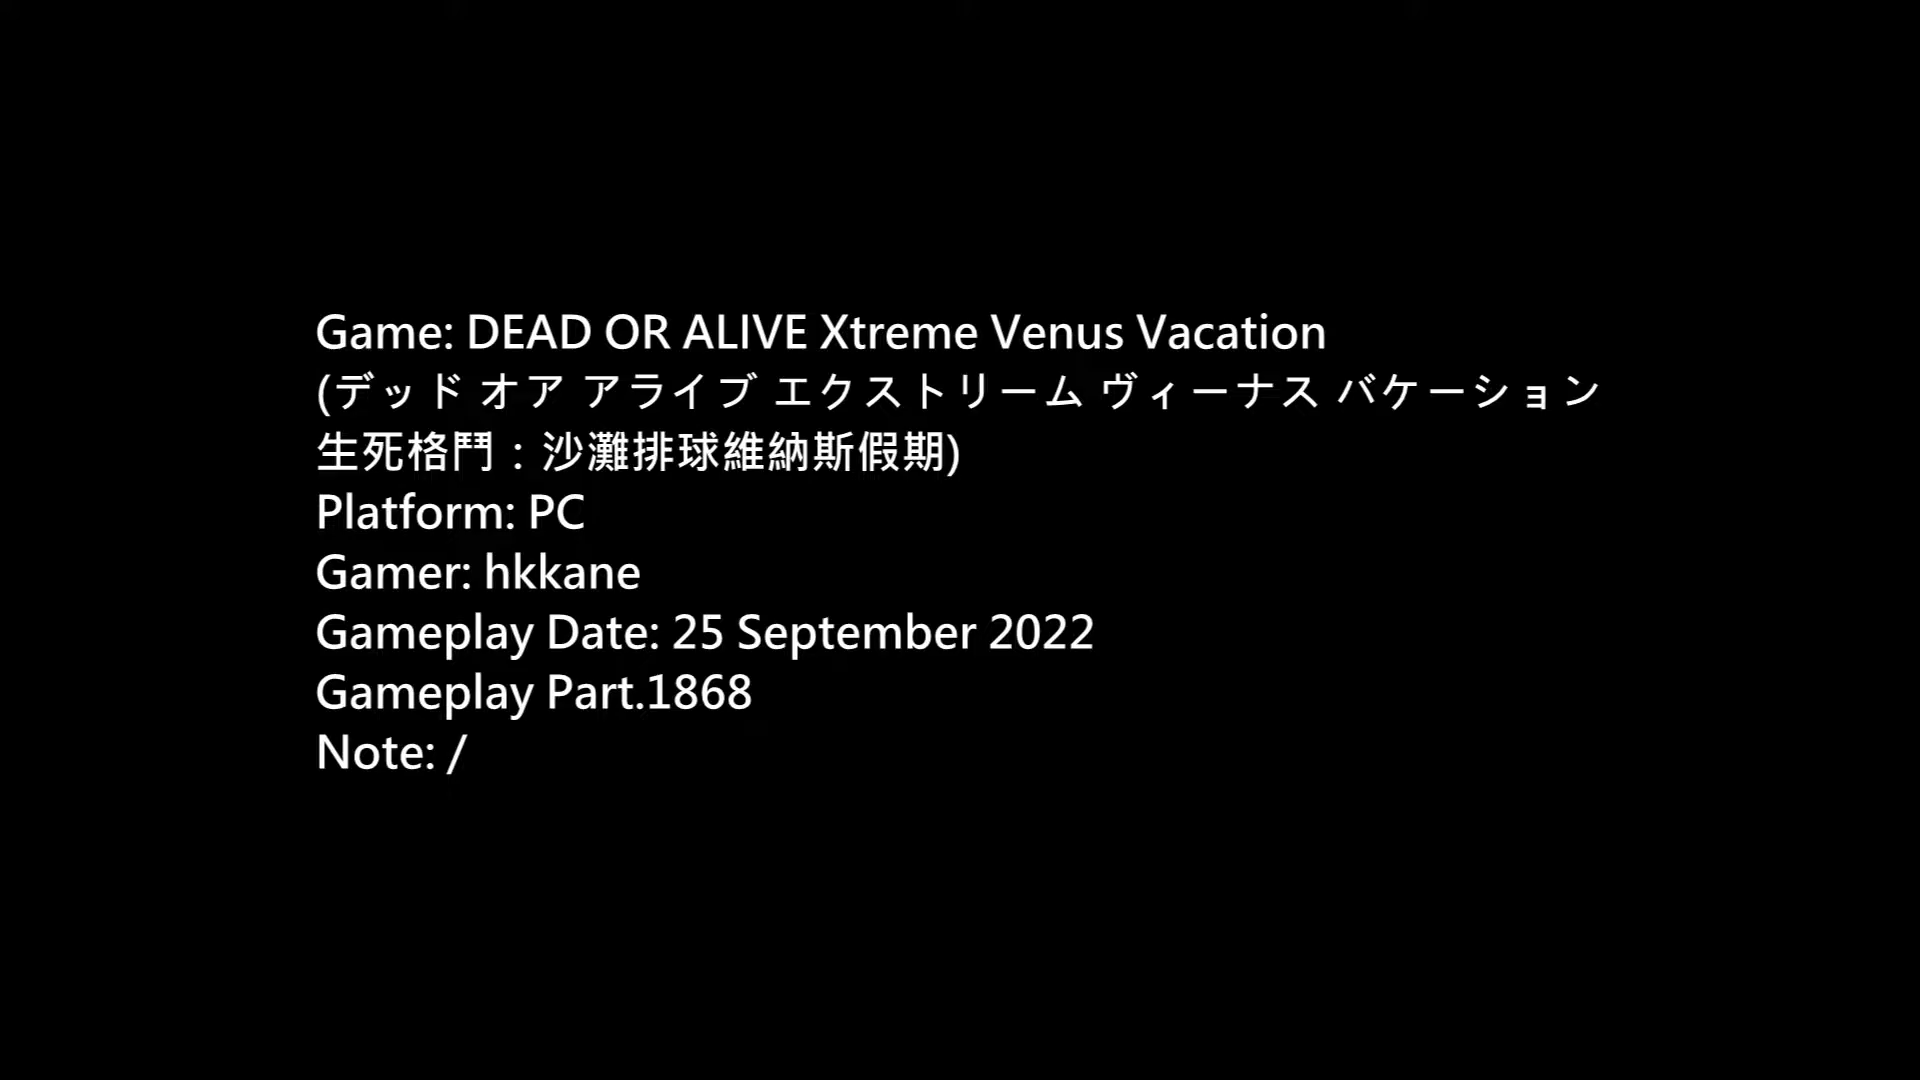 Game: DEAD OR ALIVE Xtreme Venus Vacation
(デッド オア アライブ エクストリーム ヴィーナス バケーション
生死格鬥：沙灘排球維納斯假期)
Platform: PC
Gamer: hkkane
Gameplay Date: 25 September 2022
Gameplay Part.1868
Note: /